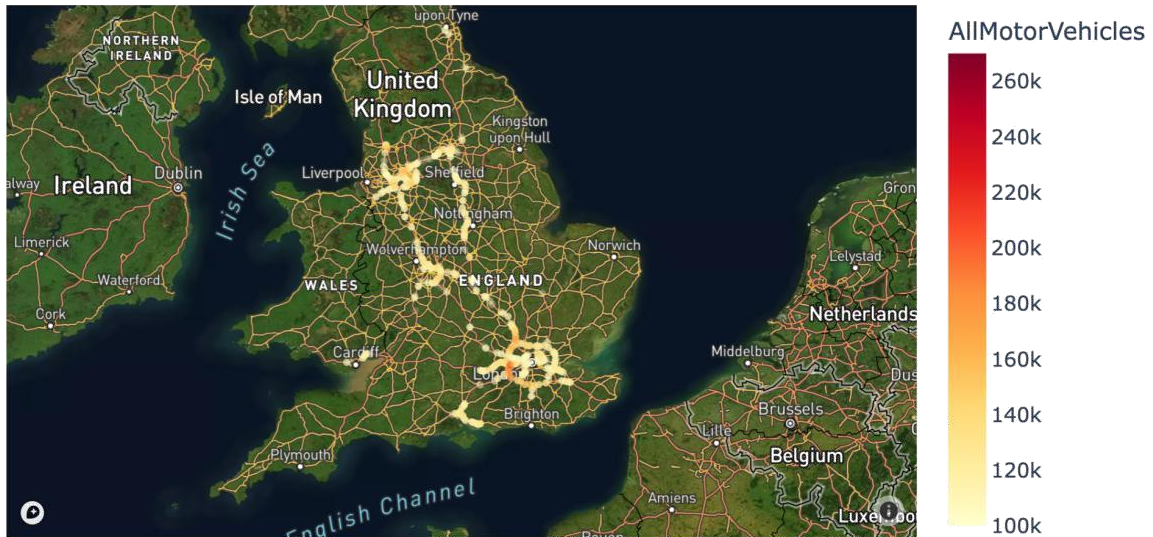 upon Tyne
NORTHERN
IRELAND
United
Kingdom
Isle of Man
Kingston
upon Hull
Irish Sea
Dublin
Liverpool
Sheffield
alway
Ireland
Gron
Nottingham
Limerick
Wolverhampton
Norwich
Lelystad
Waterford
WALES
ENGLAND
Netherlands
Cork
Cardiff
London
Middelburg
Dus
Brighton
Brussels
Lille
Plymouth
Belgium
English Channel
Amiens
Luxembo
Rouen
AllMotorVehicles
260k
240k
220k
200k
180k
160k
140k
120k
100k